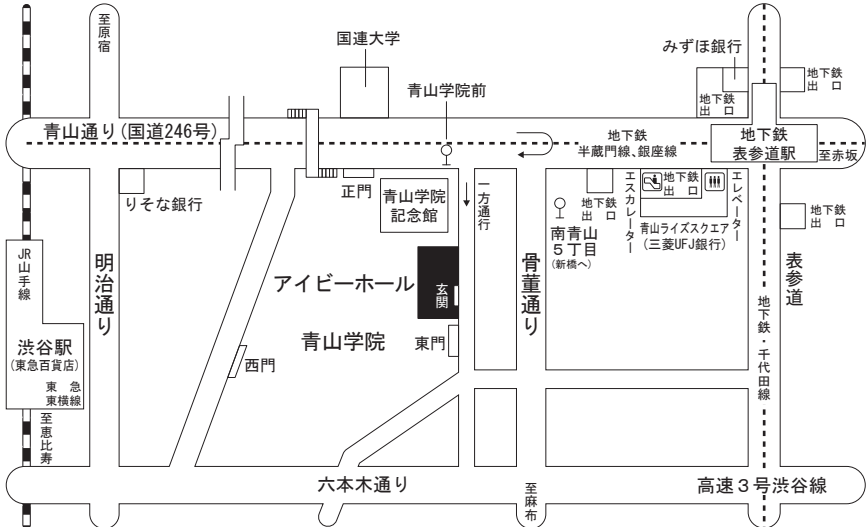 至原宿
国連大学
みずほ銀行
地下鉄
出口
地下鉄
出口
青山学院前
青山通り(国道246号)
地下鉄
半蔵門線、銀座線
地下鉄
表参道駅
至赤坂
りそな銀行
正門
青山学院
記念館
一方通行
地下鉄
出口
エスカレーター
地下鉄
出口
エレベーター
南青山
5丁目
(新橋へ)
青山ライズスクエア
(三菱UFJ銀行)
地下鉄
出口
JR
山手線
明治通り
アイビーホール
玄関
骨董通り
表参道
青山学院
東門
西門
地下鉄・千代田線
渋谷駅
(東急百貨店)
東急
東横線
至恵比寿
六本木通り
至麻布
高速3号渋谷線